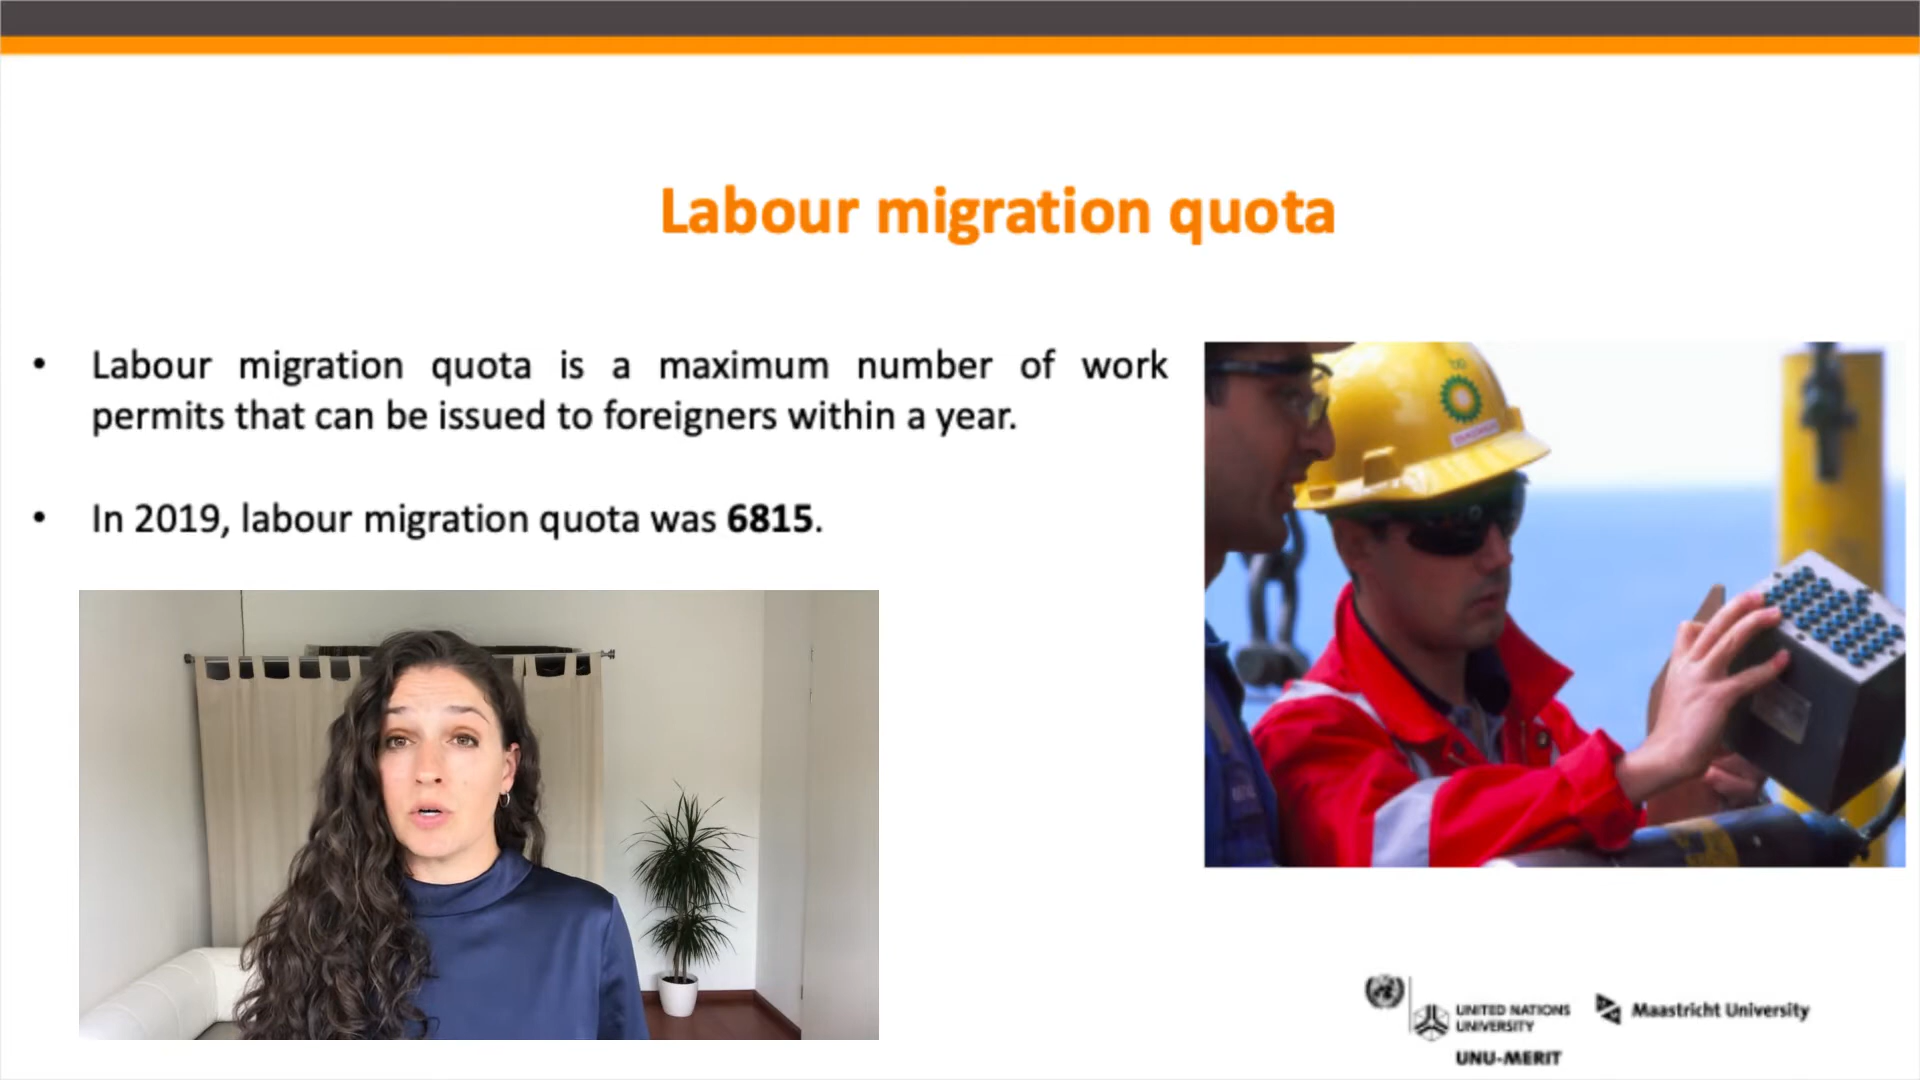 Labour migration quota
• Labour migration quota is a maximum number of work
permits that can be issued to foreigners within a year.
• In 2019, labour migration quota was 6815.
UNITED NATIONS
UNIVERSITY
UNU-MERIT
Maastricht University